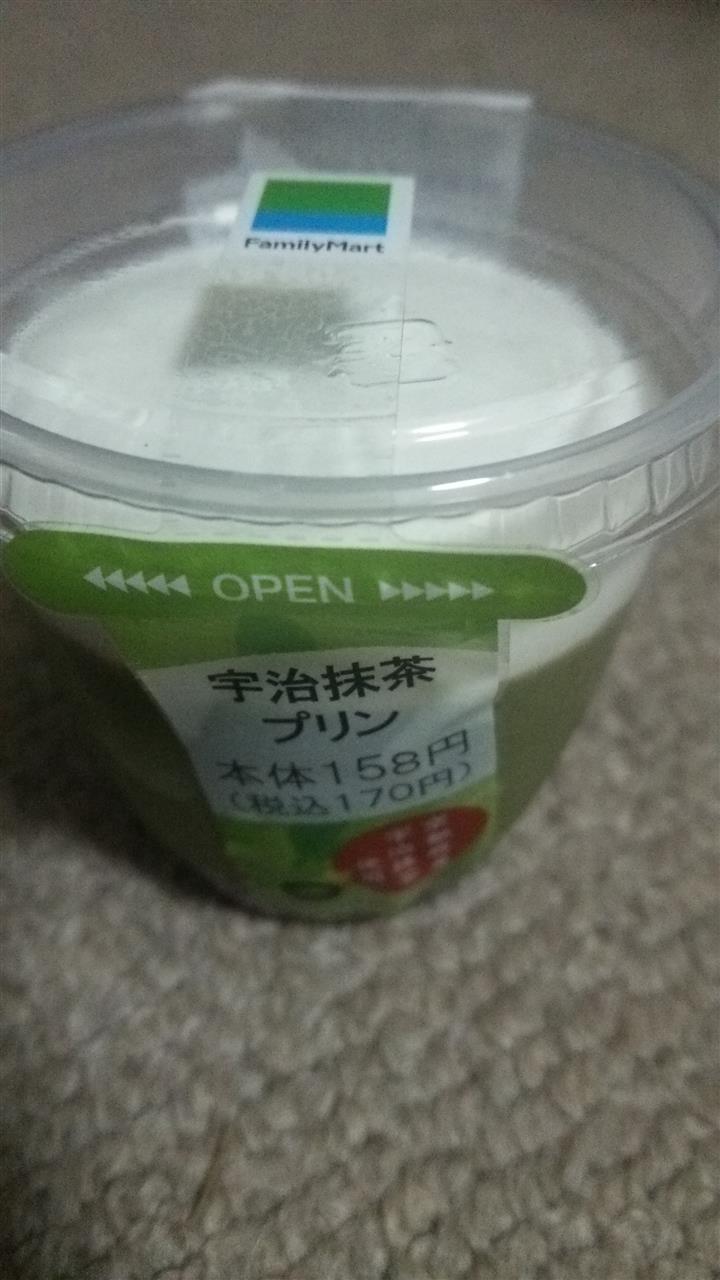 FamilyMart
OPEN
宇治抹茶
プリン
本体158円
(税込170円)